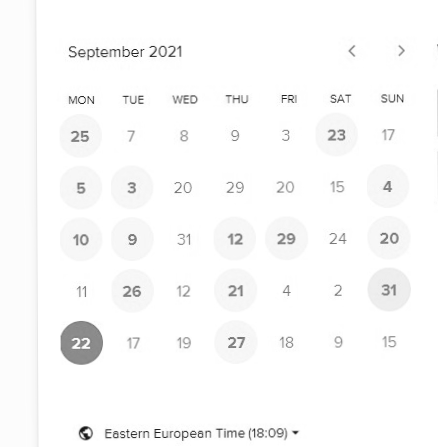 September 2021
MON TUE WED THU FRI SAT SUN
25 7 8 9 3 23 17
5 3 20 29 20 15 4
10 9 31 12 29 24 20
11 26 12 21 4 2 31
22 17 19 27 18 9 15
Eastern European Time (18:09)